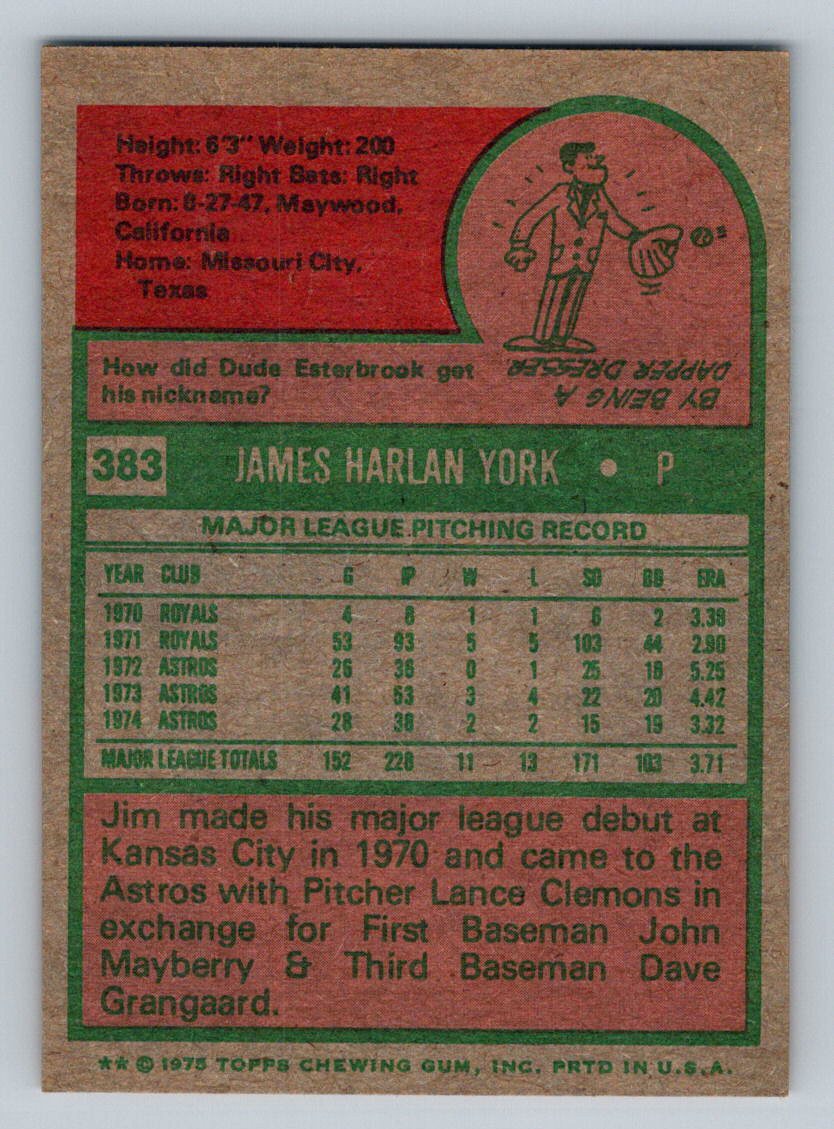 Height: 6'3" Weight: 200
Throws: Right Bats: Right
Born: 8-27-47, Maywood,
California
Home: Missouri City,
Texas
How did Dude Esterbrook get
his nickname?
BY BEING A
DAPPER DRESSER
383 JAMES HARLAN YORK • P
MAJOR LEAGUE PITCHING RECORD
YEAR CLUB G IP W L SO BB ERA
1970 ROYALS 4 8 1 1 6 2 3.38
1971 ROYALS 53 93 5 5 103 44 2.90
1972 ASTROS 26 36 0 1 25 18 5.25
1973 ASTROS 41 53 3 4 22 20 4.42
1974 ASTROS 28 38 2 2 15 19 3.32
MAJOR LEAGUE TOTALS 152 228 11 13 171 103 3.71
Jim made his major league debut at
Kansas City in 1970 and came to the
Astros with Pitcher Lance Clemons in
exchange for First Baseman John
Mayberry & Third Baseman Dave
Grangaard.
** © 1975 TOPPS CHEWING GUM, INC. PRTD IN U.S.A.